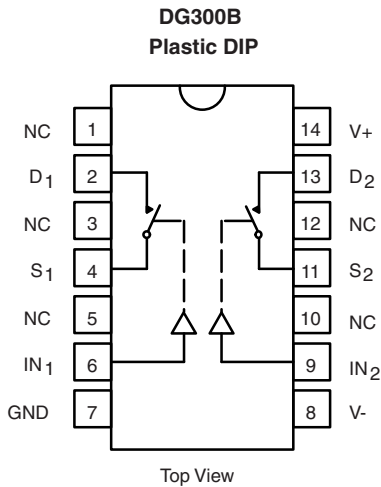 DG300B
Plastic DIP
NC 1 14 V+
D1 2 13 D2
NC 3 12 NC
S1 4 11 S2
NC 5 10 NC
IN1 6 9 IN2
GND 7 8 V-
Top View